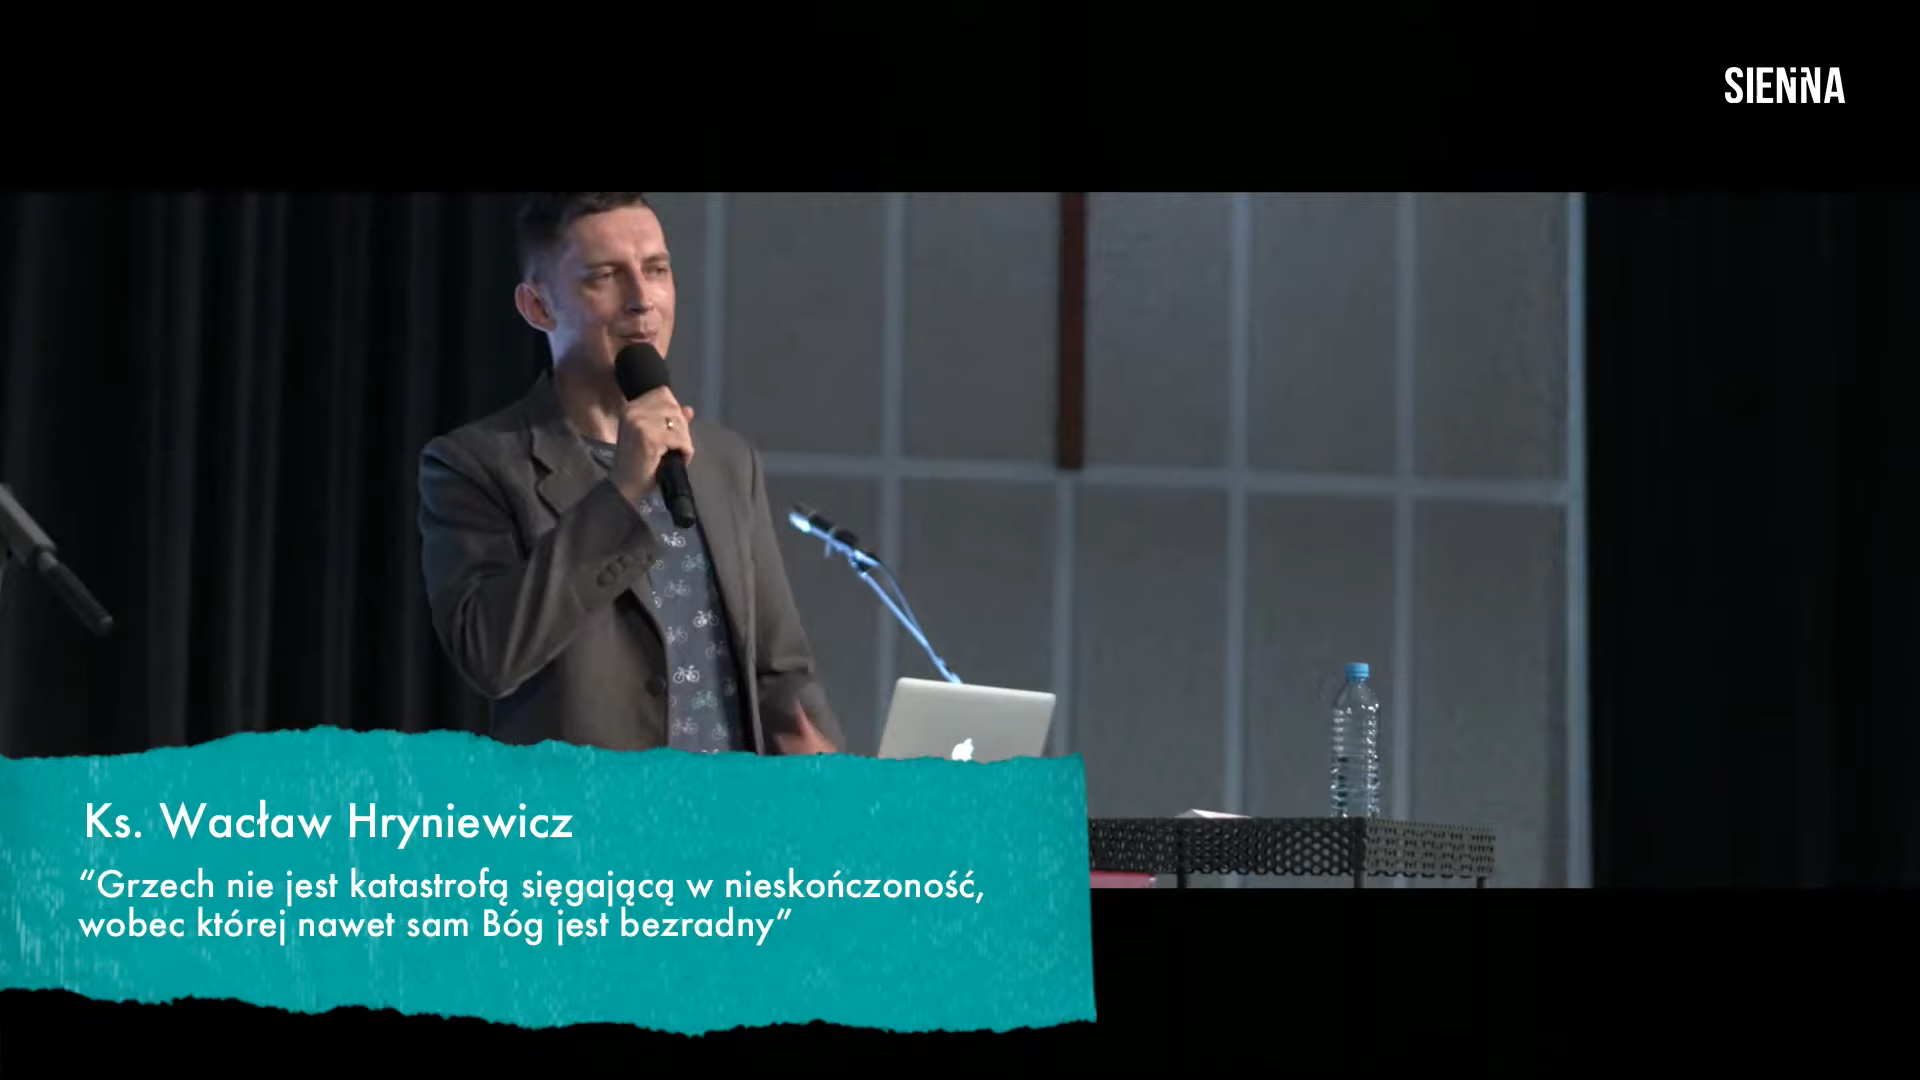 SIENNA
Ks. Wacław Hryniewicz
“Grzech nie jest katastrofą sięgającą w nieskończoność,
wobec której nawet sam Bóg jest bezradny”